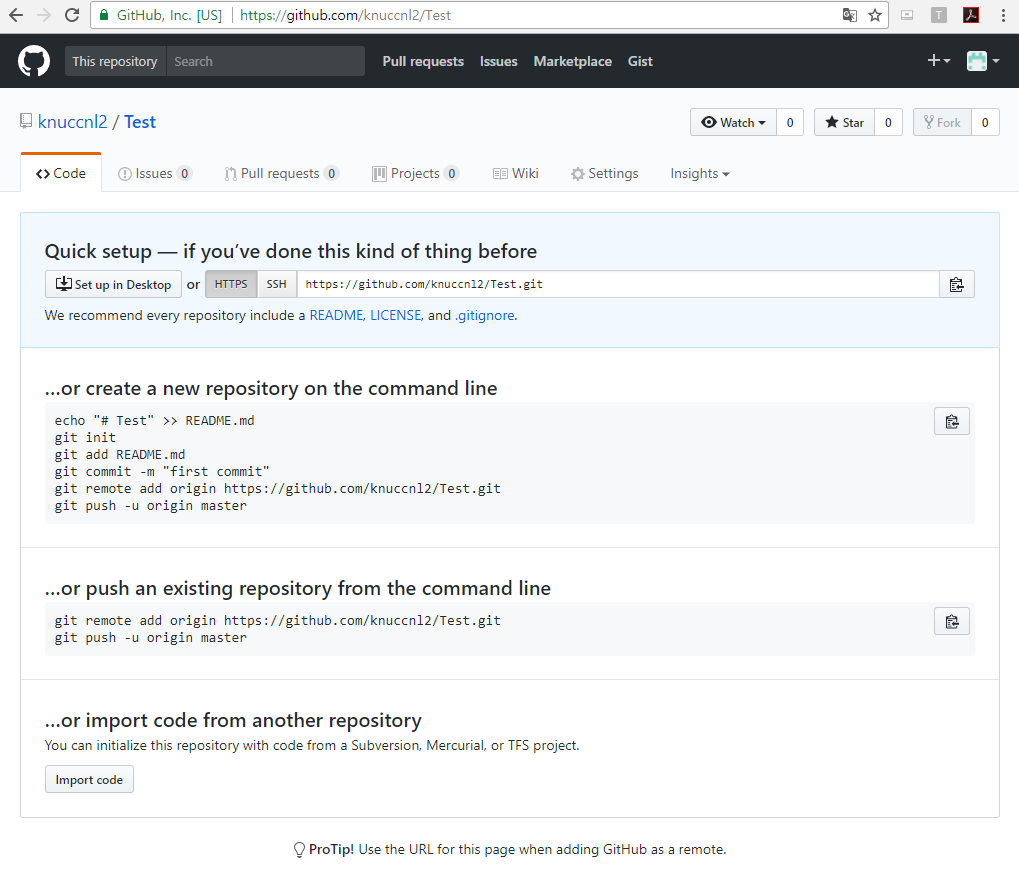 GitHub, Inc. [US] https://github.com/knuccnl2/Test
This repository Search Pull requests Issues Marketplace Gist
knuccnl2 / Test Watch 0 Star 0 Fork 0
Code Issues 0 Pull requests 0 Projects 0 Wiki Settings Insights
Quick setup — if you’ve done this kind of thing before
Set up in Desktop or HTTPS SSH https://github.com/knuccnl2/Test.git
We recommend every repository include a README, LICENSE, and .gitignore.
…or create a new repository on the command line
echo "# Test" >> README.md
git init
git add README.md
git commit -m "first commit"
git remote add origin https://github.com/knuccnl2/Test.git
git push -u origin master
…or push an existing repository from the command line
git remote add origin https://github.com/knuccnl2/Test.git
git push -u origin master
…or import code from another repository
You can initialize this repository with code from a Subversion, Mercurial, or TFS project.
Import code
ProTip! Use the URL for this page when adding GitHub as a remote.